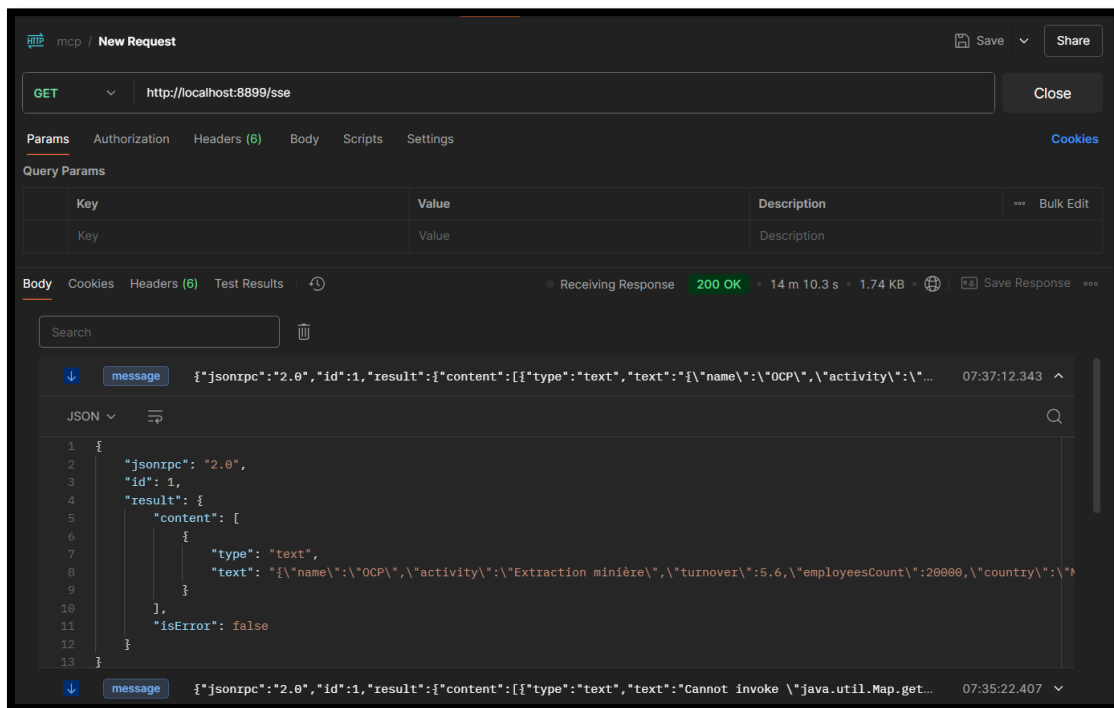 HTTP mcp / New Request Save Share
GET http://localhost:8899/sse Close
Params Authorization Headers (6) Body Scripts Settings Cookies
Query Params
Key Value Description Bulk Edit
Key Value Description
Body Cookies Headers (6) Test Results Receiving Response 200 OK 14 m 10.3 s 1.74 KB Save Response
Search
message {"jsonrpc":"2.0","id":1,"result":{"content":[{"type":"text","text":"{\"name\":\"OCP\",\"activity\":\"... 07:37:12.343
JSON
1 {
2 "jsonrpc": "2.0",
3 "id": 1,
4 "result": {
5 "content": [
6 {
7 "type": "text",
8 "text": "{\"name\":\"OCP\",\"activity\":\"Extraction minière\",\"turnover\":5.6,\"employeesCount\":20000,\"country\":\"M
9 }
10 ],
11 "isError": false
12 }
13 }
message {"jsonrpc":"2.0","id":1,"result":{"content":[{"type":"text","text":"Cannot invoke \"java.util.Map.get... 07:35:22.407